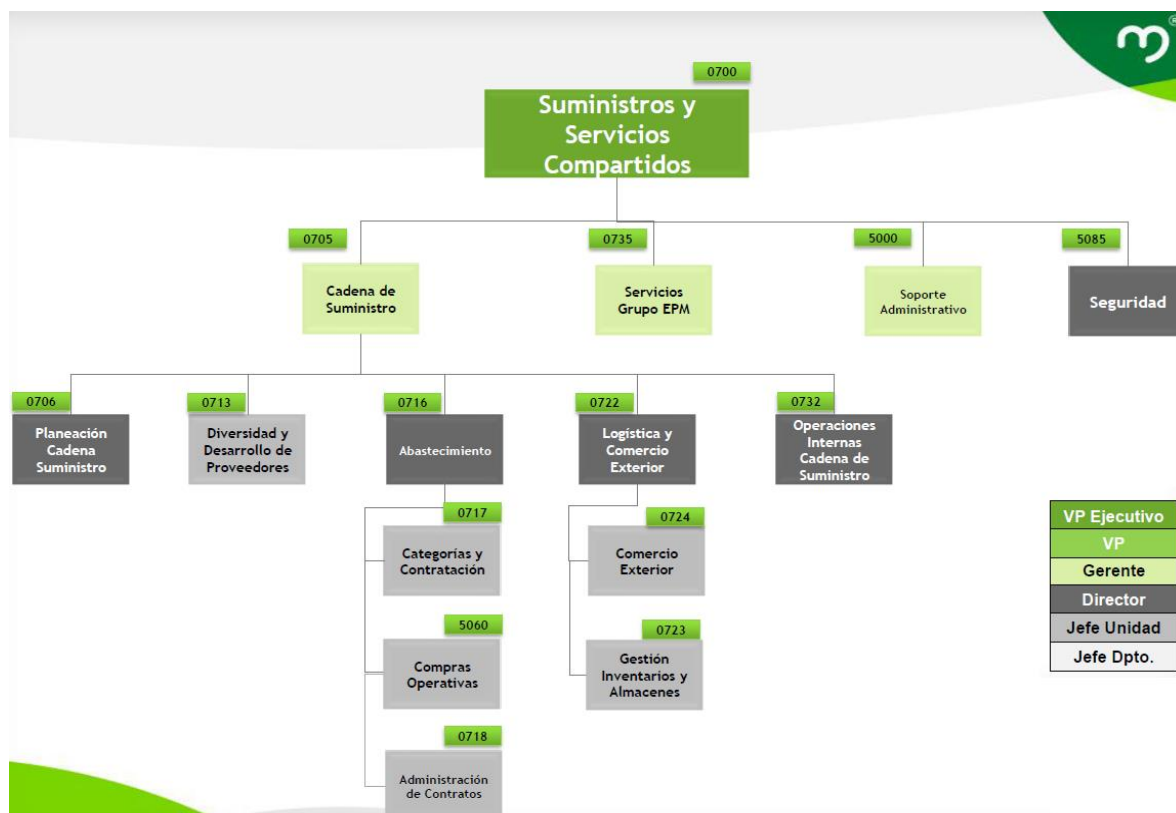 0700
Suministros y
Servicios
Compartidos
0705
0735
5000
5085
Cadena de
Suministro
Servicios
Grupo EPM
Soporte
Administrativo
Seguridad
0706
0713
0716
0722
0732
Planeación
Cadena
Suministro
Diversidad y
Desarrollo de
Proveedores
Abastecimiento
Logística y
Comercio
Exterior
Operaciones
Internas
Cadena de
Suministro
0717
Categorías y
Contratación
0724
Comercio
Exterior
5060
Compras
Operativas
0723
Gestión
Inventarios y
Almacenes
0718
Administración
de Contratos
VP Ejecutivo
VP
Gerente
Director
Jefe Unidad
Jefe Dpto.